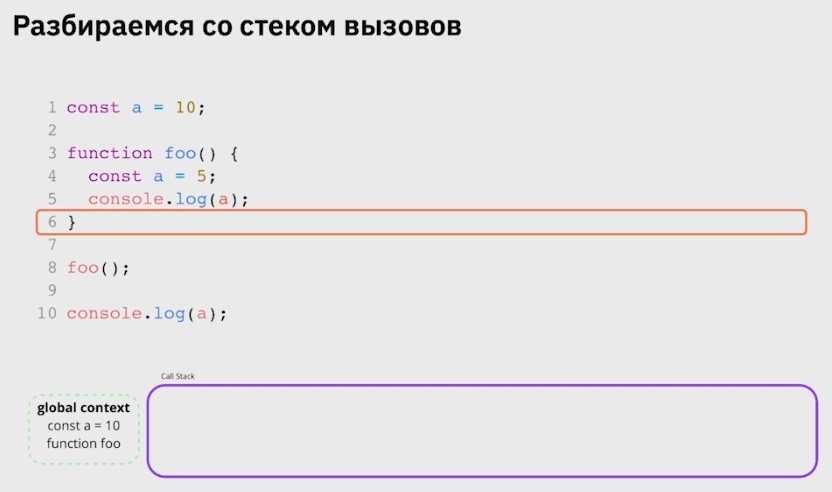 Разбираемся со стеком вызовов
1 const a = 10;
2
3 function foo() {
4 const a = 5;
5 console.log(a);
6 }
7
8 foo();
9
10 console.log(a);
Call Stack
global context
const a = 10
function foo